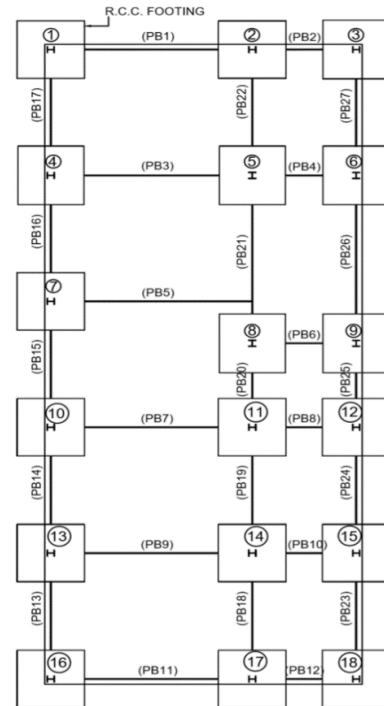 R.C.C. FOOTING
1 (PB1) 2 (PB2) 3
(PB17) (PB22) (PB27)
4 (PB3) 5 (PB4) 6
(PB16) (PB21) (PB26)
7 (PB5)
8 (PB6) 9
(PB15) (PB20) (PB25)
10 (PB7) 11 (PB8) 12
(PB14) (PB19) (PB24)
13 (PB9) 14 (PB10) 15
(PB13) (PB18) (PB23)
16 (PB11) 17 (PB12) 18